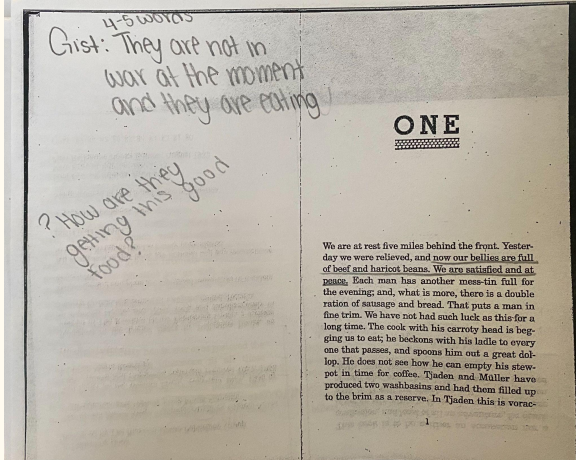 4-5 words
Gist: They are not in
war at the moment
and they are eating
? How are they
getting this good
food?
ONE
We are at rest five miles behind the front. Yester-
day we were relieved, and now our bellies are full
of beef and haricot beans. We are satisfied and at
peace. Each man has another mess-tin full for
the evening; and, what is more, there is a double
ration of sausage and bread. That puts a man in
fine trim. We have not had such luck as this for a
long time. The cook with his carroty head is beg-
ging us to eat; he beckons with his ladle to every
one that passes, and spoons him out a great dol-
lop. He does not see how he can empty his stew-
pot in time for coffee. Tjaden and Müller have
produced two washbasins and had them filled up
to the brim as a reserve. In Tjaden this is vorac-
1